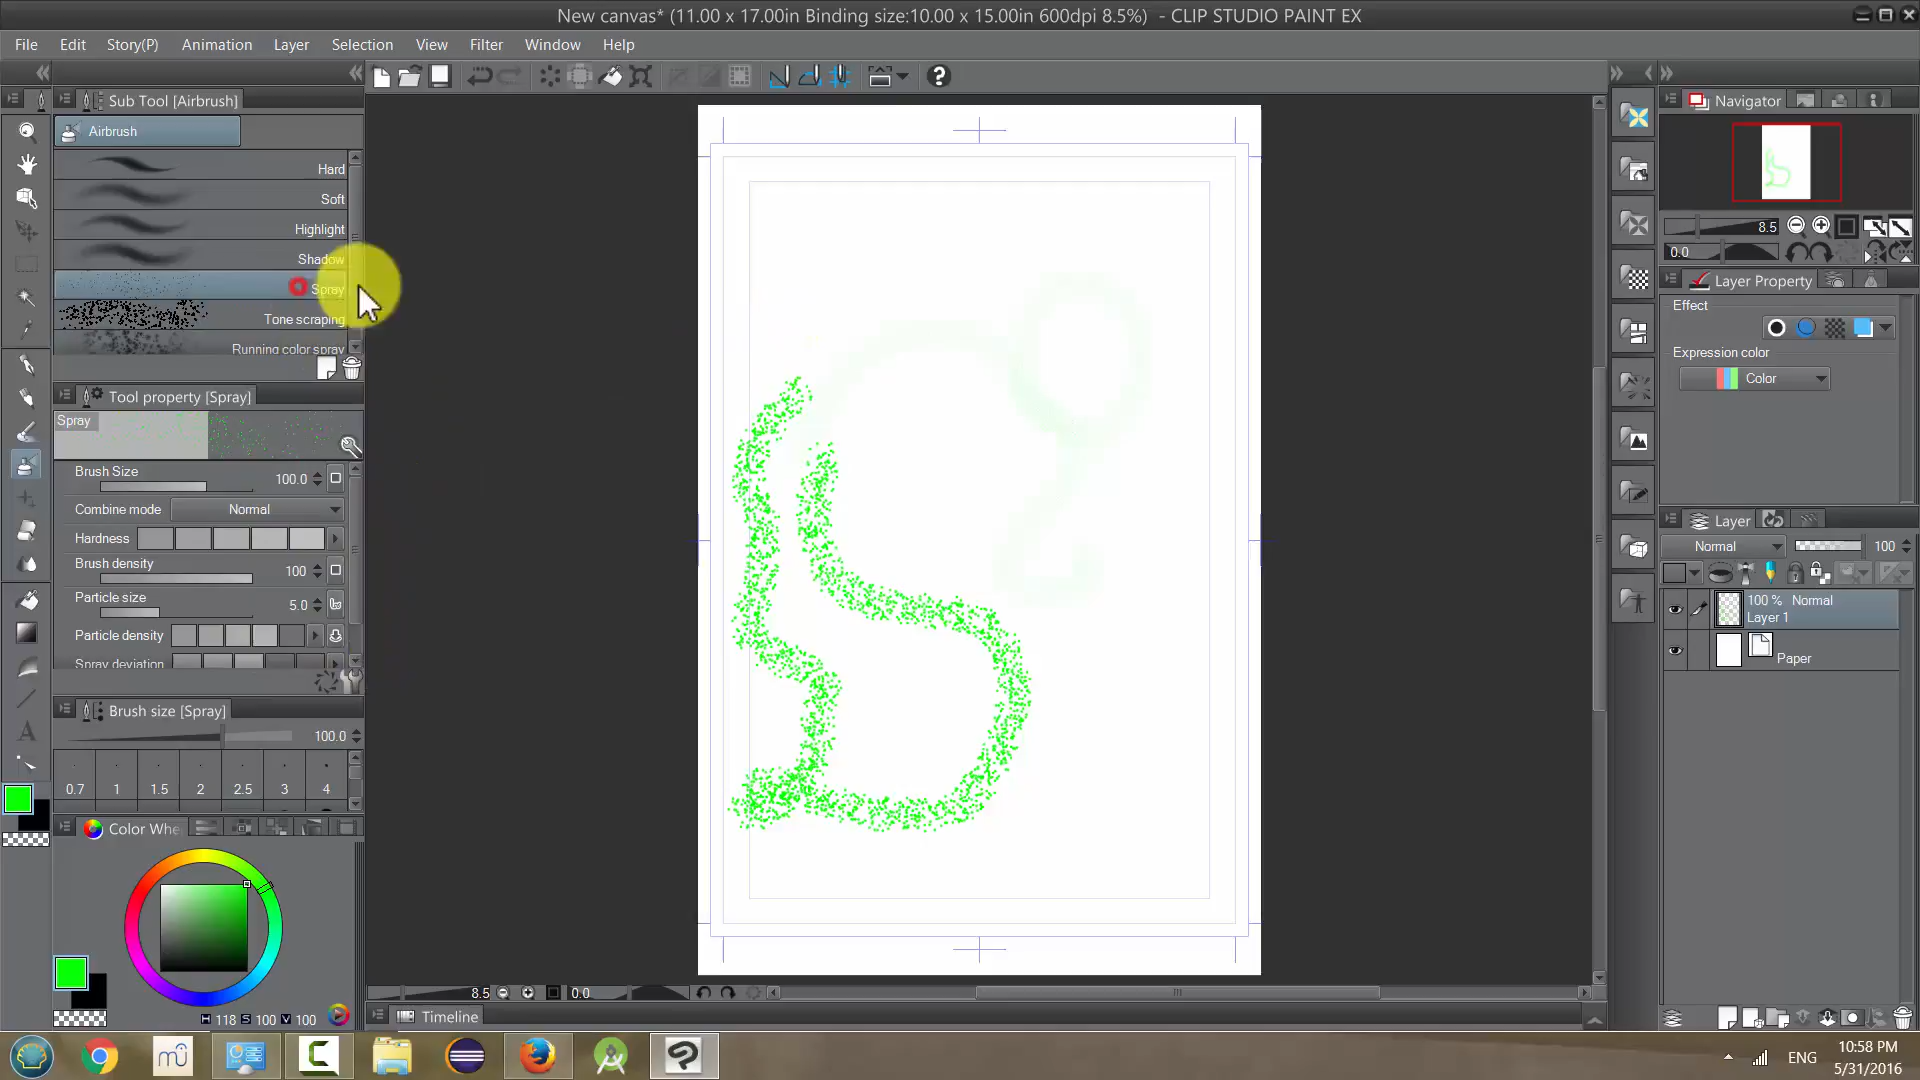 New canvas* (11.00 x 17.00in Binding size:10.00 x 15.00in 600dpi 8.5%) - CLIP STUDIO PAINT EX
File Edit Story(P) Animation Layer Selection View Filter Window Help
Sub Tool [Airbrush]
Airbrush
Hard
Soft
Highlight
Shadow
Spray
Tone scraping
Running color spray
Tool property [Spray]
Spray
Brush Size 100.0
Combine mode Normal
Hardness
Brush density 100
Particle size 5.0
Particle density
Spray deviation
Brush size [Spray]
100.0
0.7 1 1.5 2 2.5 3 4
Color Whe
H 118 S 100 V 100
8.5 0.0
Timeline
Navigator
8.5
0.0
Layer Property
Effect
Expression color
Color
Layer
Normal 100
100 % Normal
Layer 1
Paper
ENG
10:58 PM
5/31/2016